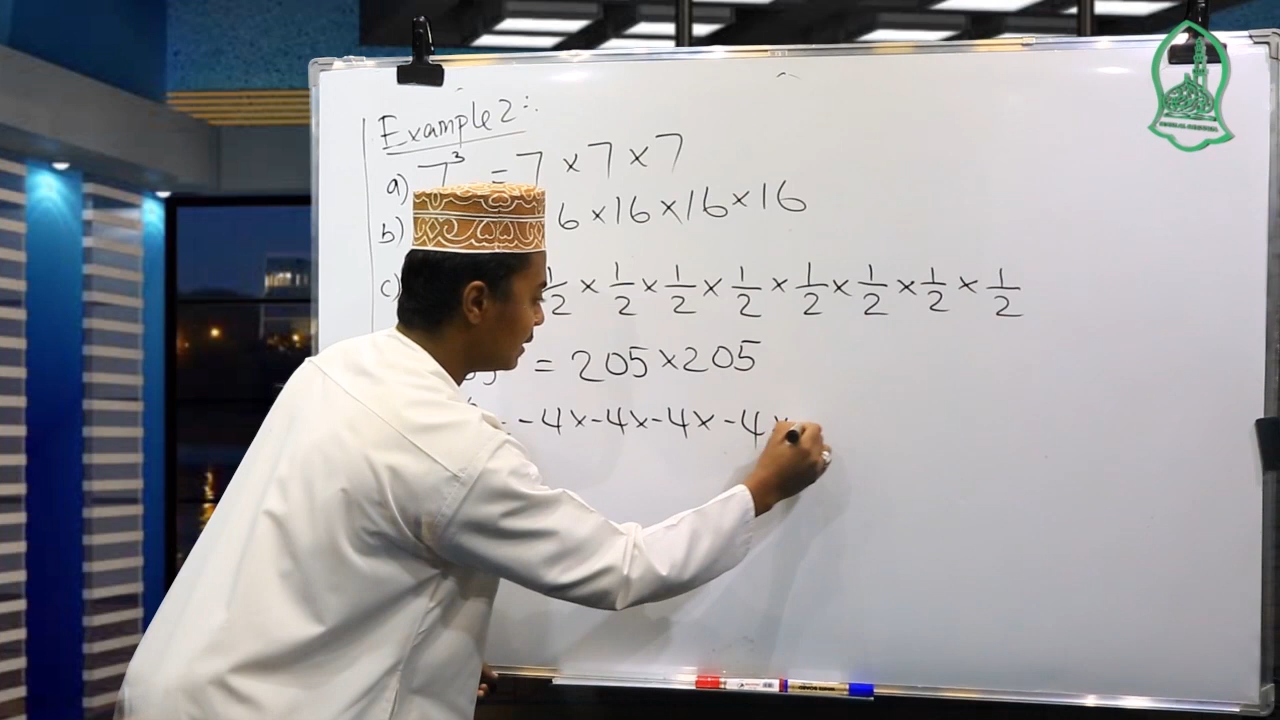 Example 2:.
a) 7³ = 7 × 7 × 7
b) 6 × 16 × 16 × 16
c) 1/2 × 1/2 × 1/2 × 1/2 × 1/2 × 1/2 × 1/2 × 1/2
= 205 × 205
- 4 × - 4 × - 4 × - 4